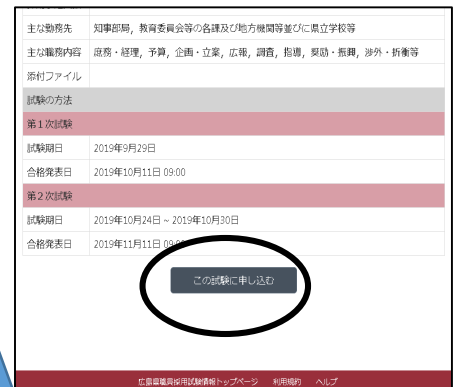 主な勤務先 知事部局，教育委員会等の各課及び地方機関等並びに県立学校等
主な職務内容 庶務・経理，予算，企画・立案，広報，調査，指導，奨励・振興，渉外・折衝等
添付ファイル
試験の方法
第１次試験
試験期日 2019年9月29日
合格発表日 2019年10月11日 09:00
第２次試験
試験期日 2019年10月24日 ~ 2019年10月30日
合格発表日 2019年11月11日 09:00
この試験に申し込む
広島県職員採用試験情報トップページ 利用規約 ヘルプ